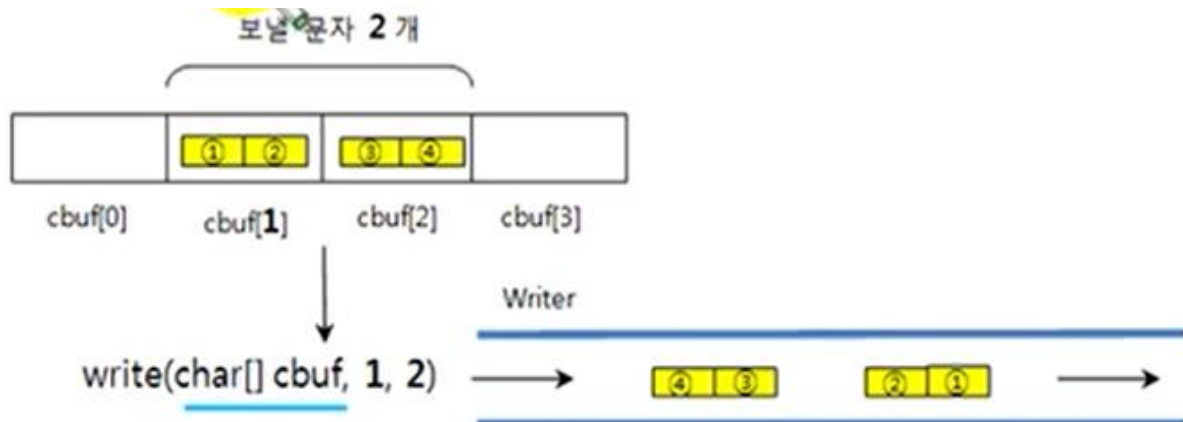 보낼 문자 2 개
① ② ③ ④
cbuf[0] cbuf[1] cbuf[2] cbuf[3]
Writer
write(char[] cbuf, 1, 2)
④ ③ ② ①